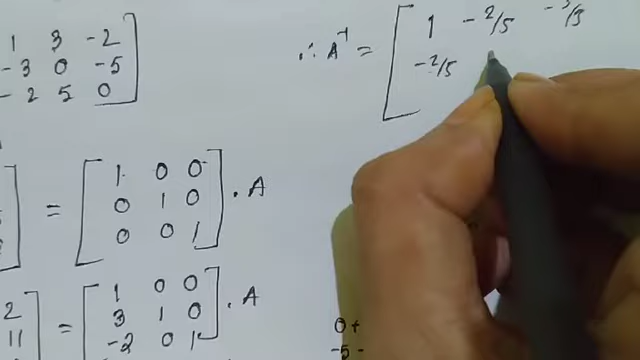 1 3 -2
-3 0 -5
-2 5 0
∴ A⁻¹ = [ 1 -2/5 -3/5
-2/5
= [ 1 0 0
0 1 0
0 0 1 ] . A
2
11
= [ 1 0 0
3 1 0
-2 0 1 ] . A
0 +
-5 -